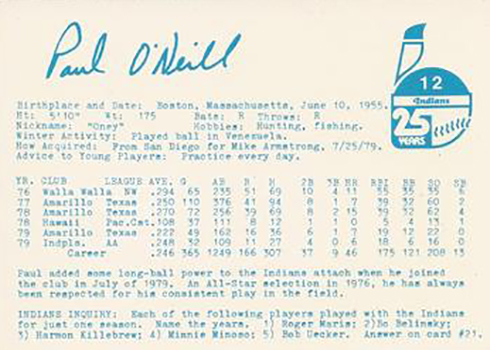 Paul O'Neill
12
Indians
25
YEARS
Birthplace and Date: Boston, Massachusetts, June 10, 1955.
Ht: 5'10" Wt: 175 Bats: R Throws: R
Nickname: "Oney" Hobbies: Hunting, fishing.
Winter Activity: Played ball in Venezuela.
How Acquired: From San Diego for Mike Armstrong, 7/25/79.
Advice to Young Players: Practice every day.
YR. CLUB LEAGUE AVE. G AB R H 2B 3B HR RBI BB SO SB
76 Walla Walla NW .294 65 235 51 69 10 4 11 35 6
77 Amarillo Texas .250 110 376 41 94 8 1 7 39 32 60 2
78 Amarillo Texas .270 72 256 39 69 8 2 15 39 32 62 4
78 Hawaii Pac.Cst .108 37 111 8 12 1 1 0 5 4 13 1
79 Amarillo Texas .222 49 162 16 36 6 1 7 19 12 22 0
79 Indpls. AA .248 32 109 11 27 4 0 6 18 6 16 0
Career .246 365 1249 166 307 37 9 46 175 121 208 13
Paul added some long-ball power to the Indians attach when he joined
the club in July of 1979. An All-Star selection in 1976, he has always
been respected for his consistent play in the field.
INDIANS INQUIRY: Each of the following players played with the Indians
for just one season. Name the years. 1) Roger Maris; 2)Bo Belinsky;
3) Harmon Killebrew; 4) Minnie Minoso; 5) Bob Uecker. Answer on card #21.